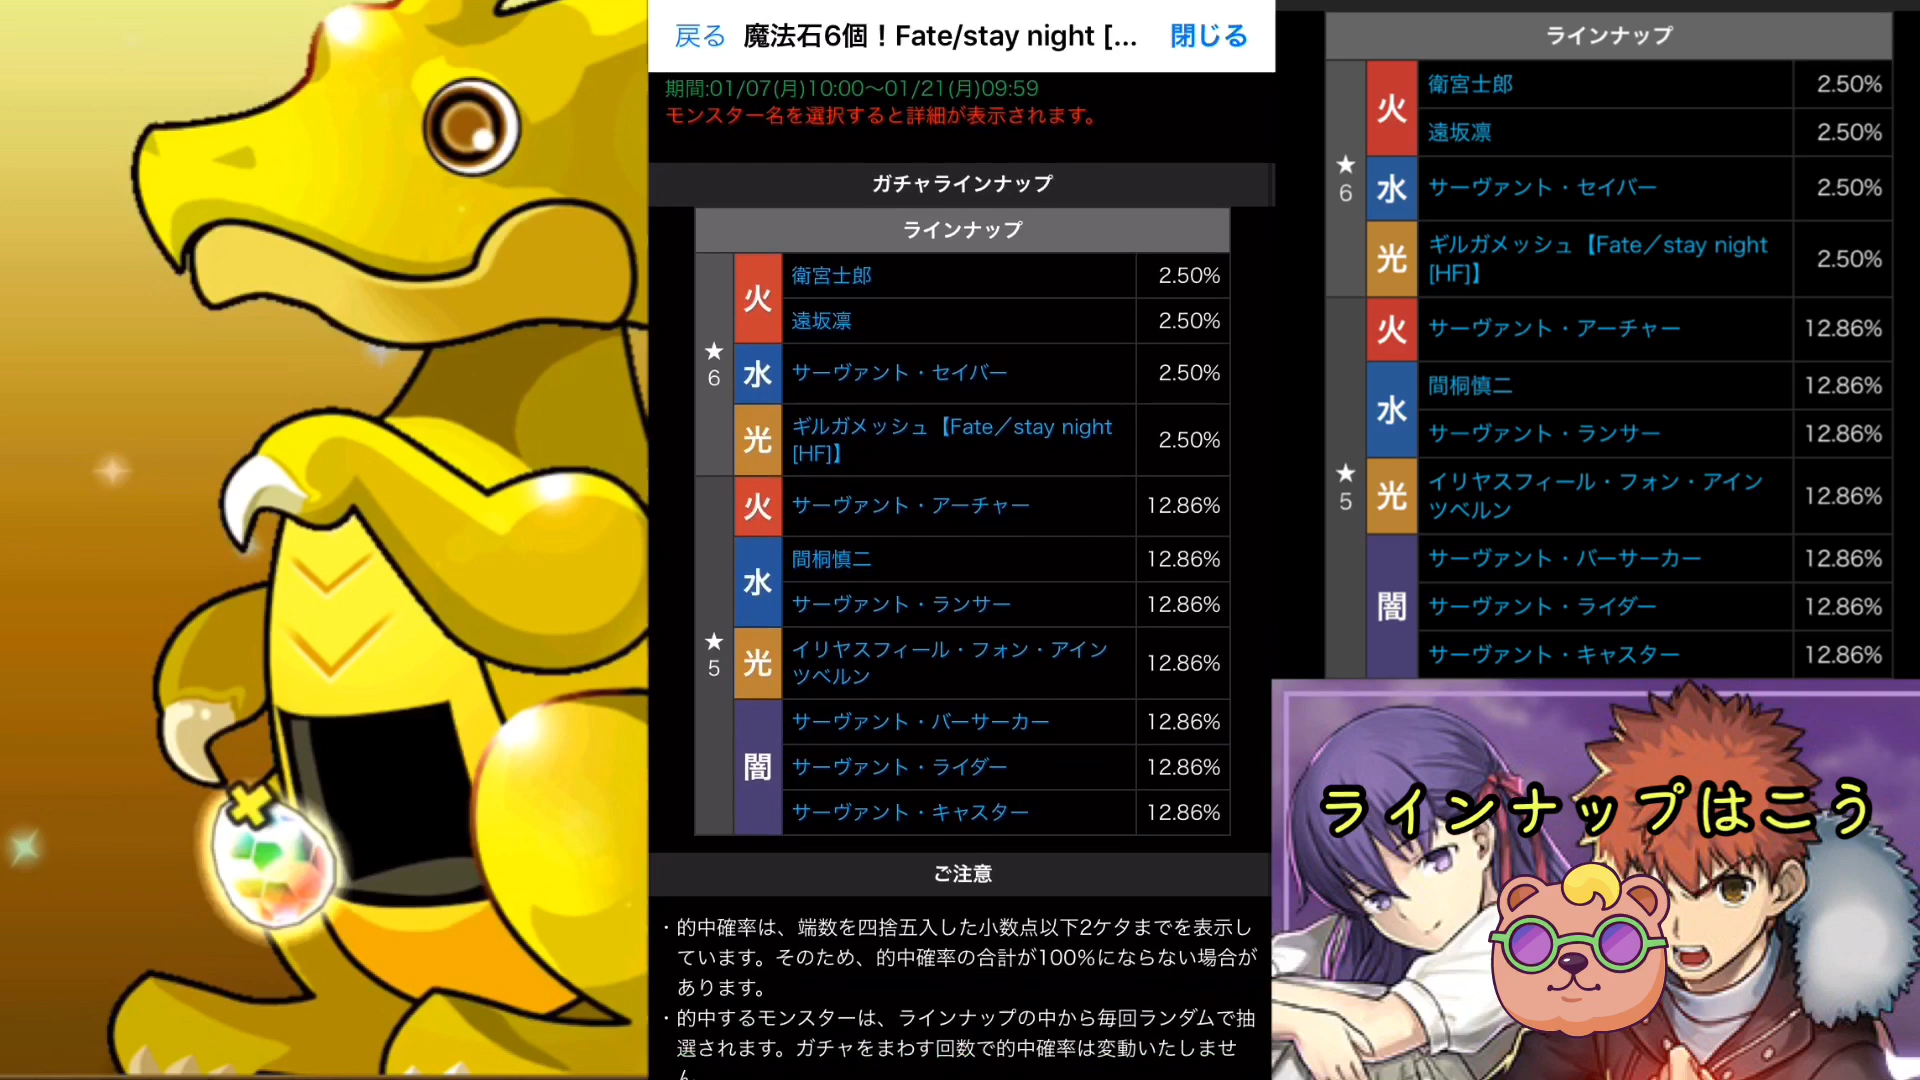 戻る 魔法石6個！Fate/stay night [... 閉じる
期間:01/07(月)10:00～01/21(月)09:59
モンスター名を選択すると詳細が表示されます。
ガチャラインナップ
ラインナップ
★
6
火
衛宮士郎 2.50%
遠坂凛 2.50%
水
サーヴァント・セイバー 2.50%
光
ギルガメッシュ【Fate／stay night
[HF]】 2.50%
★
5
火
サーヴァント・アーチャー 12.86%
水
間桐慎二 12.86%
サーヴァント・ランサー 12.86%
光
イリヤスフィール・フォン・アイン
ツベルン 12.86%
闇
サーヴァント・バーサーカー 12.86%
サーヴァント・ライダー 12.86%
サーヴァント・キャスター 12.86%
ご注意
・的中確率は、端数を四捨五入した小数点以下2ケタまでを表示し
ています。そのため、的中確率の合計が100%にならない場合が
あります。
・的中するモンスターは、ラインナップの中から毎回ランダムで抽
選されます。ガチャをまわす回数で的中確率は変動いたしませ
ん
ラインナップ
★
6
火
衛宮士郎 2.50%
遠坂凛 2.50%
水
サーヴァント・セイバー 2.50%
光
ギルガメッシュ【Fate／stay night
[HF]】 2.50%
★
5
火
サーヴァント・アーチャー 12.86%
水
間桐慎二 12.86%
サーヴァント・ランサー 12.86%
光
イリヤスフィール・フォン・アイン
ツベルン 12.86%
闇
サーヴァント・バーサーカー 12.86%
サーヴァント・ライダー 12.86%
サーヴァント・キャスター 12.86%
ラインナップはこう